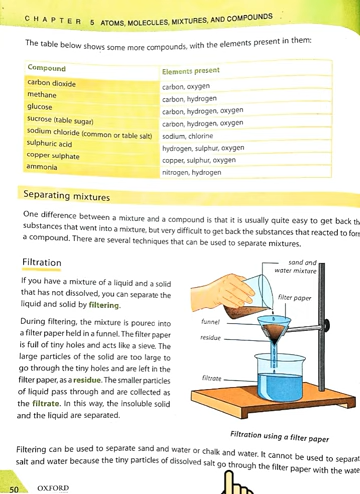 CHAPTER 5 ATOMS, MOLECULES, MIXTURES, AND COMPOUNDS
The table below shows some more compounds, with the elements present in them:
Compound Elements present
carbon dioxide carbon, oxygen
methane carbon, hydrogen
glucose carbon, hydrogen, oxygen
sucrose (table sugar) carbon, hydrogen, oxygen
sodium chloride (common or table salt) sodium, chlorine
sulphuric acid hydrogen, sulphur, oxygen
copper sulphate copper, sulphur, oxygen
ammonia nitrogen, hydrogen
Separating mixtures
One difference between a mixture and a compound is that it is usually quite easy to get back th
substances that went into a mixture, but very difficult to get back the substances that reacted to form
a compound. There are several techniques that can be used to separate mixtures.
Filtration
If you have a mixture of a liquid and a solid
that has not dissolved, you can separate the
liquid and solid by filtering.
During filtering, the mixture is poured into
a filter paper held in a funnel. The filter paper
is full of tiny holes and acts like a sieve. The
large particles of the solid are too large to
go through the tiny holes and are left in the
filter paper, as a residue. The smaller particles
of liquid pass through and are collected as
the filtrate. In this way, the insoluble solid
and the liquid are separated.
sand and
water mixture
filter paper
funnel
residue
filtrate
Filtration using a filter paper
Filtering can be used to separate sand and water or chalk and water. It cannot be used to separat
salt and water because the tiny particles of dissolved salt go through the filter paper with the wate
50 OXFORD